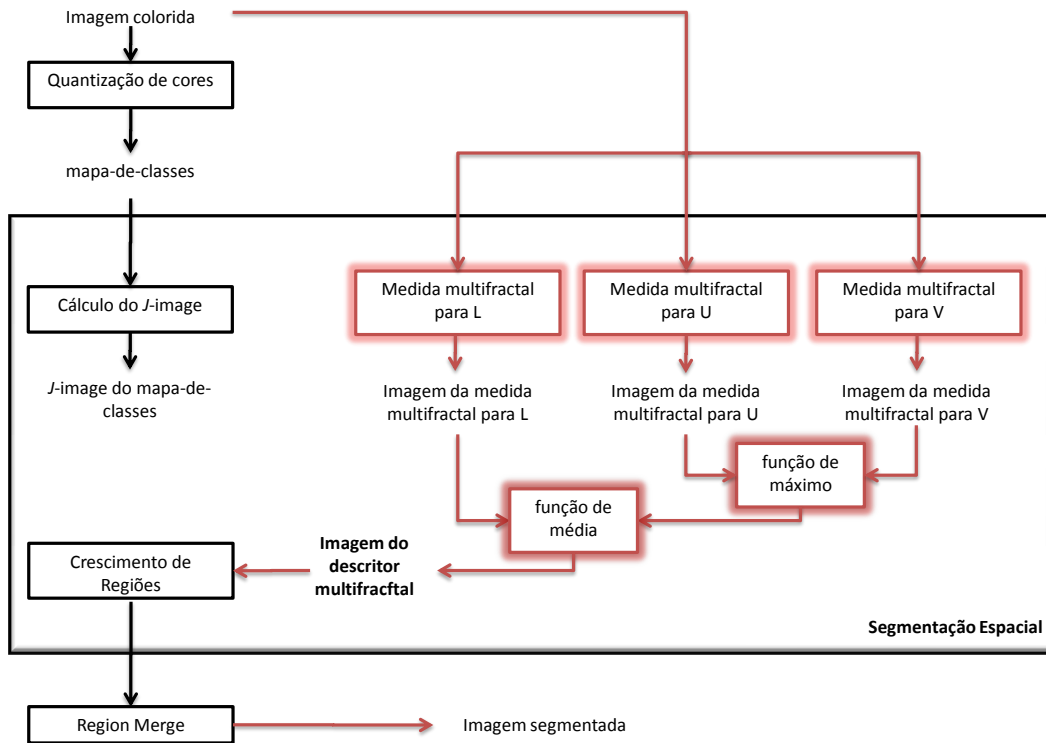 Imagem colorida
Quantização de cores
mapa-de-classes
Cálculo do J-image
J-image do mapa-de-
classes
Medida multifractal
para L
Medida multifractal
para U
Medida multifractal
para V
Imagem da medida
multifractal para L
Imagem da medida
multifractal para U
Imagem da medida
multifractal para V
função de
máximo
função de
média
Imagem do
descritor
multifracftal
Crescimento de
Regiões
Segmentação Espacial
Region Merge
Imagem segmentada